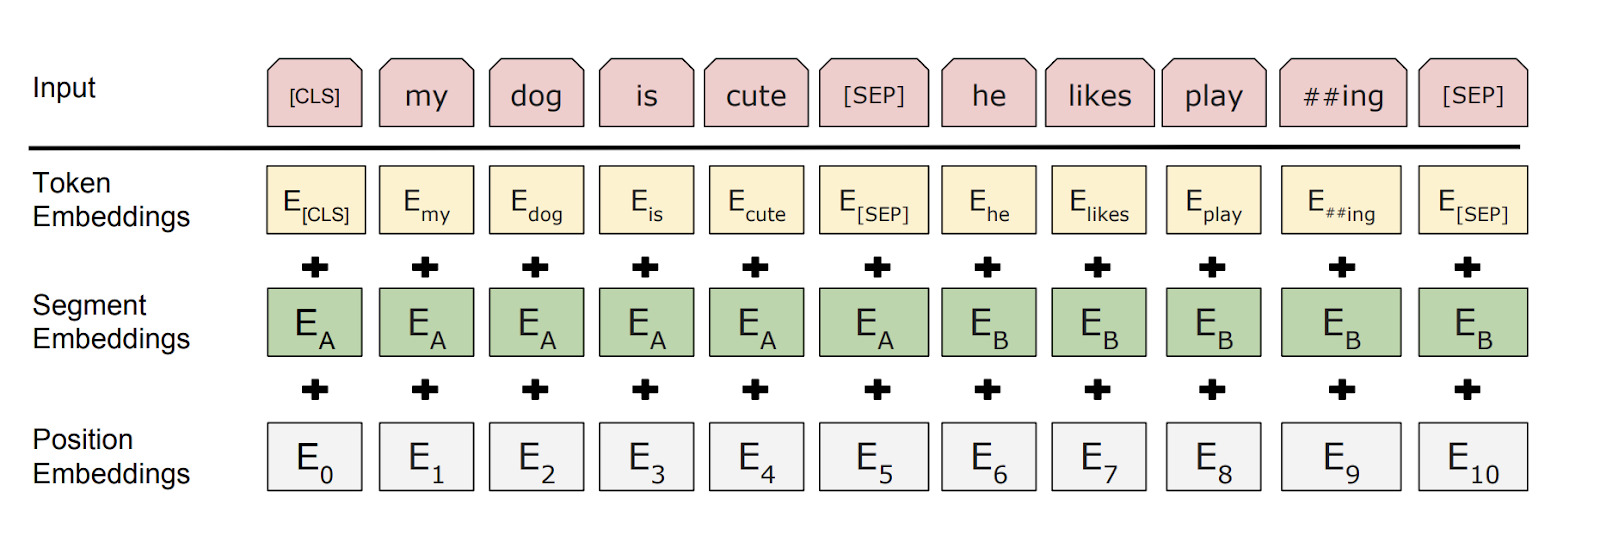 Input [CLS] my dog is cute [SEP] he likes play ##ing [SEP]
Token Embeddings E[CLS] Emy Edog Eis Ecute E[SEP] Ehe Elikes Eplay E##ing E[SEP]
+ + + + + + + + + + +
Segment Embeddings EA EA EA EA EA EA EB EB EB EB EB
+ + + + + + + + + + +
Position Embeddings E0 E1 E2 E3 E4 E5 E6 E7 E8 E9 E10